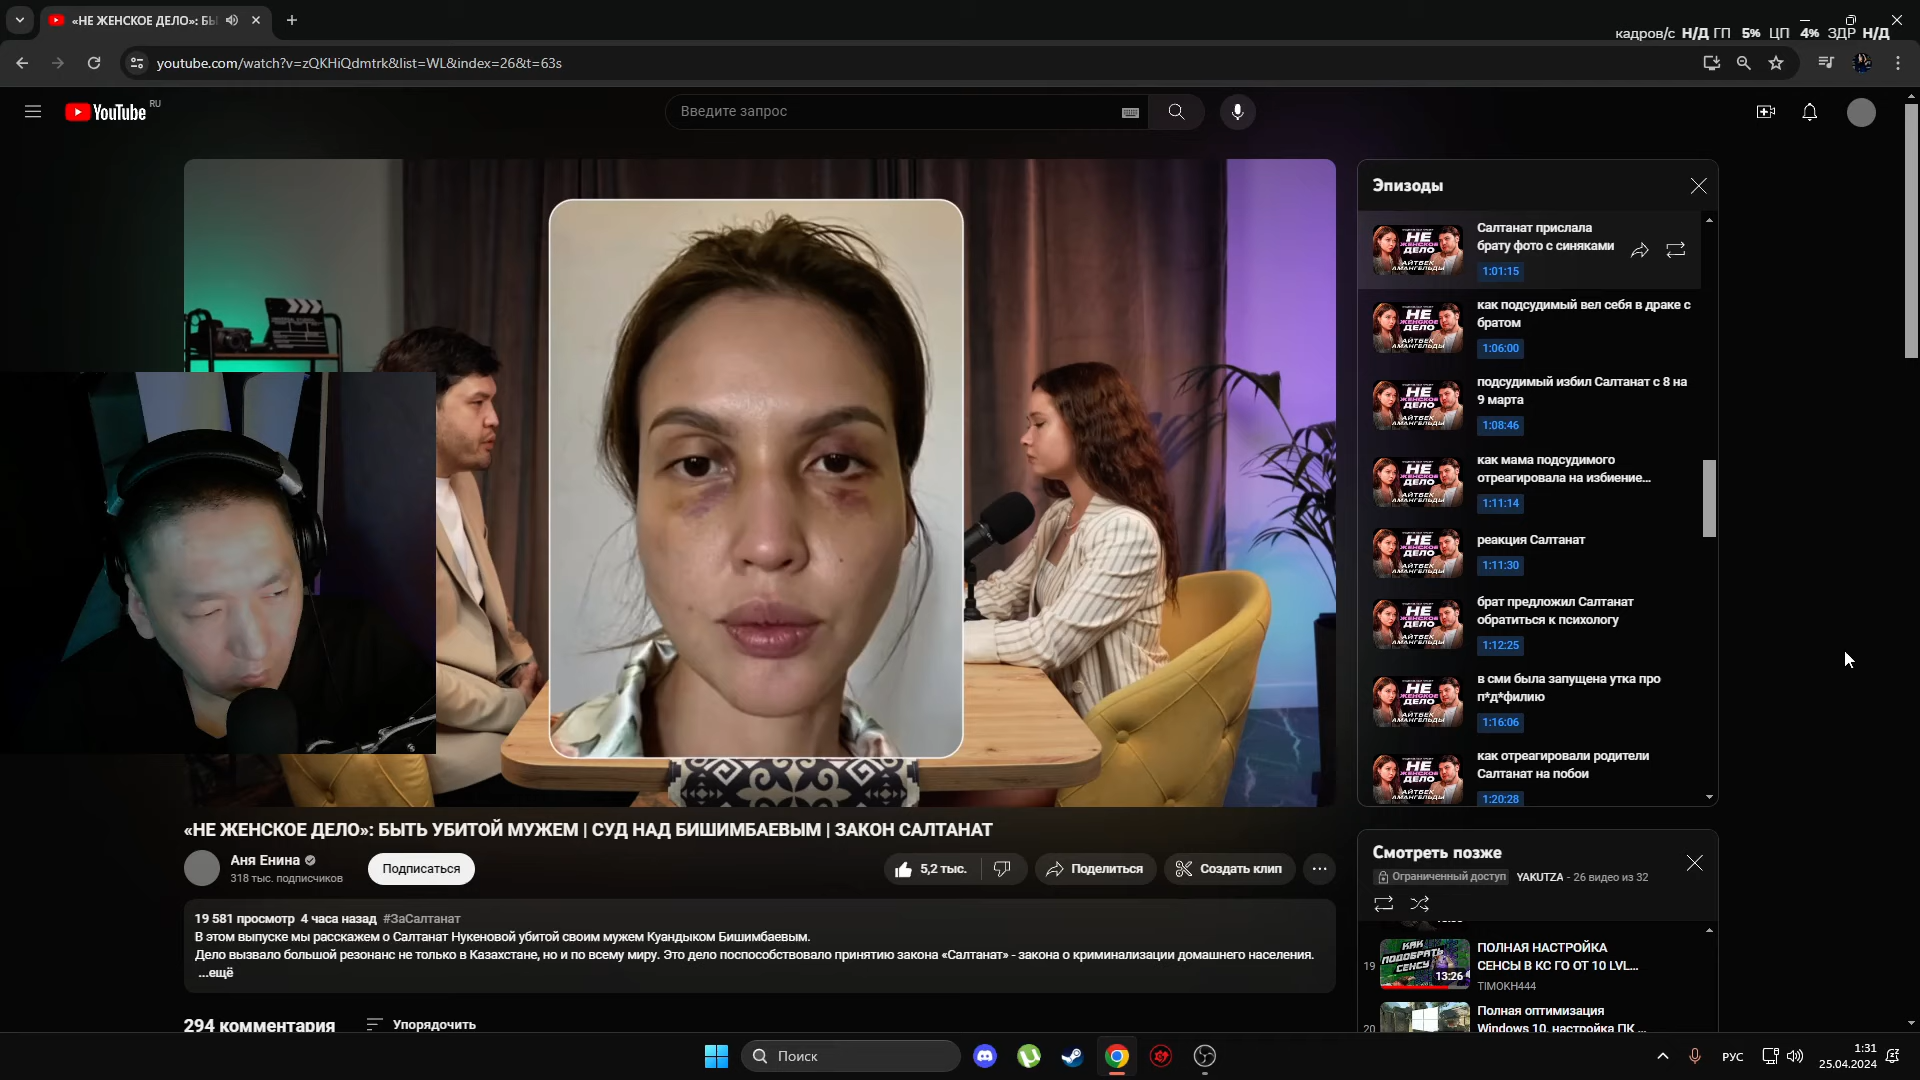 «НЕ ЖЕНСКОЕ ДЕЛО»: БЫ
кадров/с Н/Д ГП 5% ЦП 4% ЗДР Н/Д
youtube.com/watch?v=zQKHiQdmtrk&list=WL&index=26&t=63s
YouTube RU
Введите запрос
Эпизоды
Салтанат прислала
брату фото с синяками
1:01:15
как подсудимый вел себя в драке с
братом
1:06:00
подсудимый избил Салтанат с 8 на
9 марта
1:08:46
как мама подсудимого
отреагировала на избиение...
1:11:14
реакция Салтанат
1:11:30
брат предложил Салтанат
обратиться к психологу
1:12:25
в сми была запущена утка про
п*д*филию
1:16:06
как отреагировали родители
Салтанат на побои
1:20:28
НЕ
ЖЕНСКОЕ
ДЕЛО
АЙТБЕК
АМАНГЕЛЬДЫ
«НЕ ЖЕНСКОЕ ДЕЛО»: БЫТЬ УБИТОЙ МУЖЕМ | СУД НАД БИШИМБАЕВЫМ | ЗАКОН САЛТАНАТ
Аня Енина
318 тыс. подписчиков
Подписаться
5,2 тыс.
Поделиться
Создать клип
19 581 просмотр 4 часа назад #ЗаСалтанат
В этом выпуске мы расскажем о Салтанат Нукеновой убитой своим мужем Куандыком Бишимбаевым.
Дело вызвало большой резонанс не только в Казахстане, но и по всему миру. Это дело поспособствовало принятию закона «Салтанат» - закона о криминализации домашнего населения.
...ещё
294 комментария
Упорядочить
Смотреть позже
Ограниченный доступ YAKUTZA - 26 видео из 32
19
КАК
ПОДОБРАТЬ
СЕНСУ
13:26
ПОЛНАЯ НАСТРОЙКА
СЕНСЫ В КС ГО ОТ 10 LVL...
TIMOKH444
20
Полная оптимизация
Windows 10, настройка ПК ...
Поиск
РУС
1:31
25.04.2024